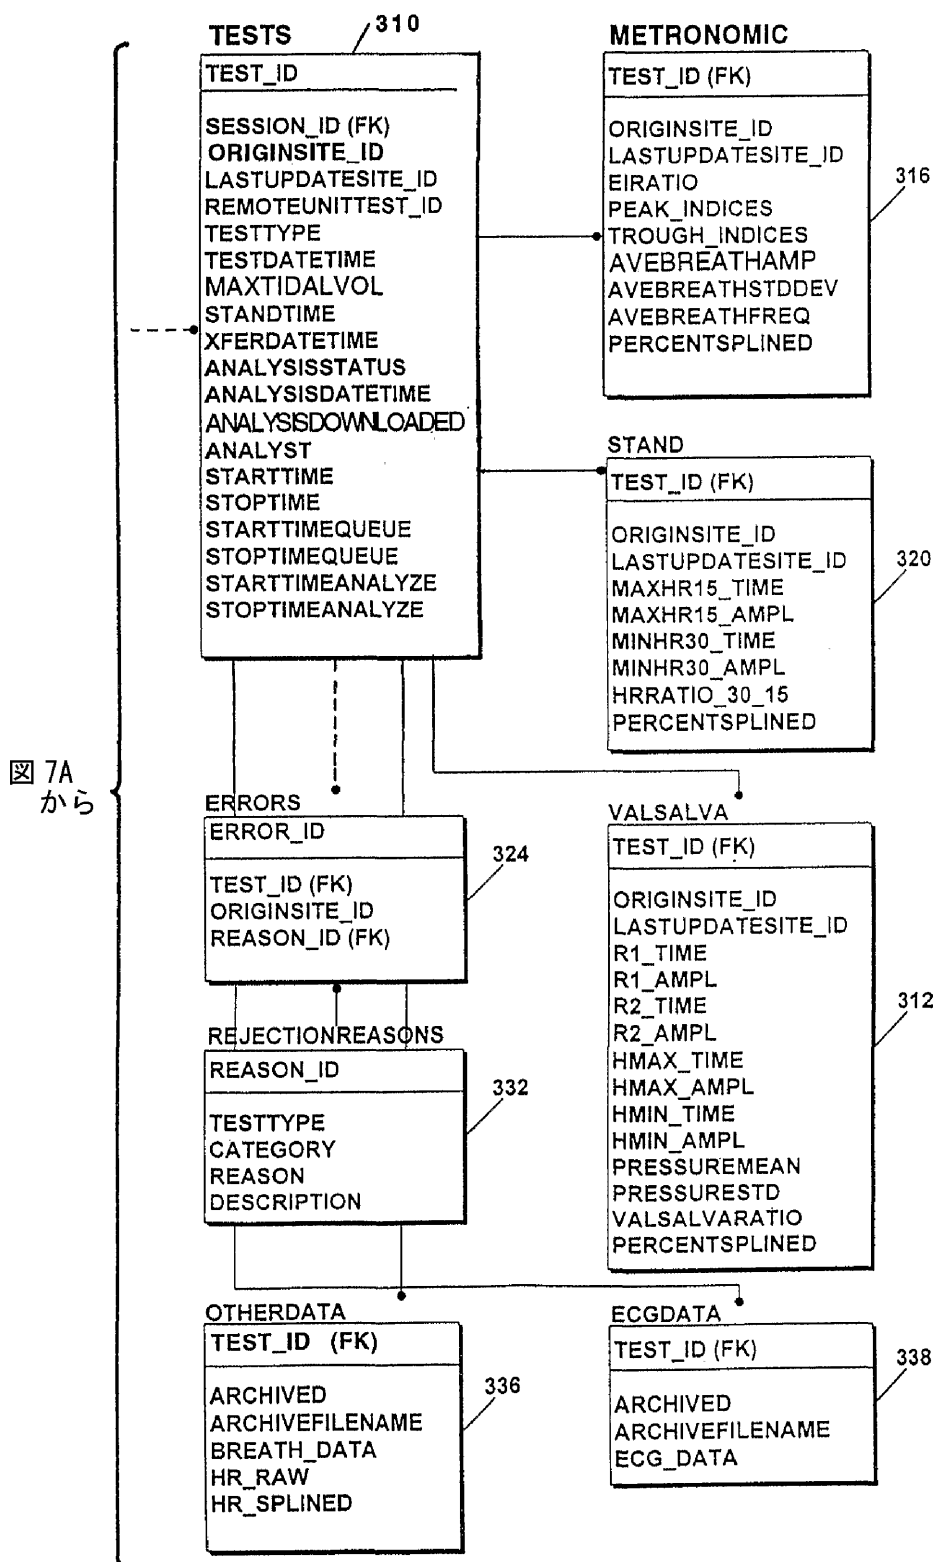 TESTS
310
TEST_ID
SESSION_ID (FK)
ORIGINSITE_ID
LASTUPDATESITE_ID
REMOTEUNITTEST_ID
TESTTYPE
TESTDATETIME
MAXTIDALVOL
STANDTIME
XFERDATETIME
ANALYSISSTATUS
ANALYSISDATETIME
ANALYSISDOWNLOADED
ANALYST
STARTTIME
STOPTIME
STARTTIMEQUEUE
STOPTIMEQUEUE
STARTTIMEANALYZE
STOPTIMEANALYZE
METRONOMIC
TEST_ID (FK)
ORIGINSITE_ID
LASTUPDATESITE_ID
EIRATIO
PEAK_INDICES
TROUGH_INDICES
AVEBREATHAMP
AVEBREATHSTDDEV
AVEBREATHFREQ
PERCENTSPLINED
316
STAND
TEST_ID (FK)
ORIGINSITE_ID
LASTUPDATESITE_ID
MAXHR15_TIME
MAXHR15_AMPL
MINHR30_TIME
MINHR30_AMPL
HRRATIO_30_15
PERCENTSPLINED
320
図 7A
から
ERRORS
ERROR_ID
TEST_ID (FK)
ORIGINSITE_ID
REASON_ID (FK)
324
REJECTIONREASONS
REASON_ID
TESTTYPE
CATEGORY
REASON
DESCRIPTION
332
VALSALVA
TEST_ID (FK)
ORIGINSITE_ID
LASTUPDATESITE_ID
R1_TIME
R1_AMPL
R2_TIME
R2_AMPL
HMAX_TIME
HMAX_AMPL
HMIN_TIME
HMIN_AMPL
PRESSUREMEAN
PRESSURESTD
VALSALVARATIO
PERCENTSPLINED
312
OTHERDATA
TEST_ID (FK)
ARCHIVED
ARCHIVEFILENAME
BREATH_DATA
HR_RAW
HR_SPLINED
336
ECGDATA
TEST_ID (FK)
ARCHIVED
ARCHIVEFILENAME
ECG_DATA
338